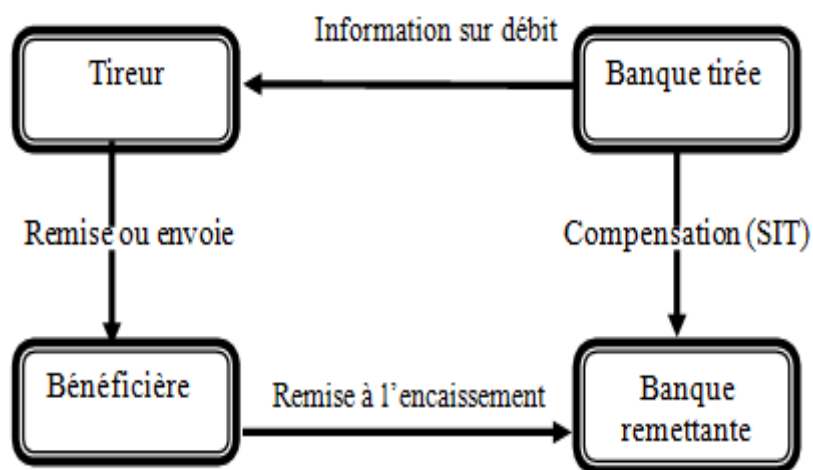 Information sur débit
Tireur
Banque tirée
Remise ou envoie
Compensation (SIT)
Bénéficière
Remise à l'encaissement
Banque
remettante